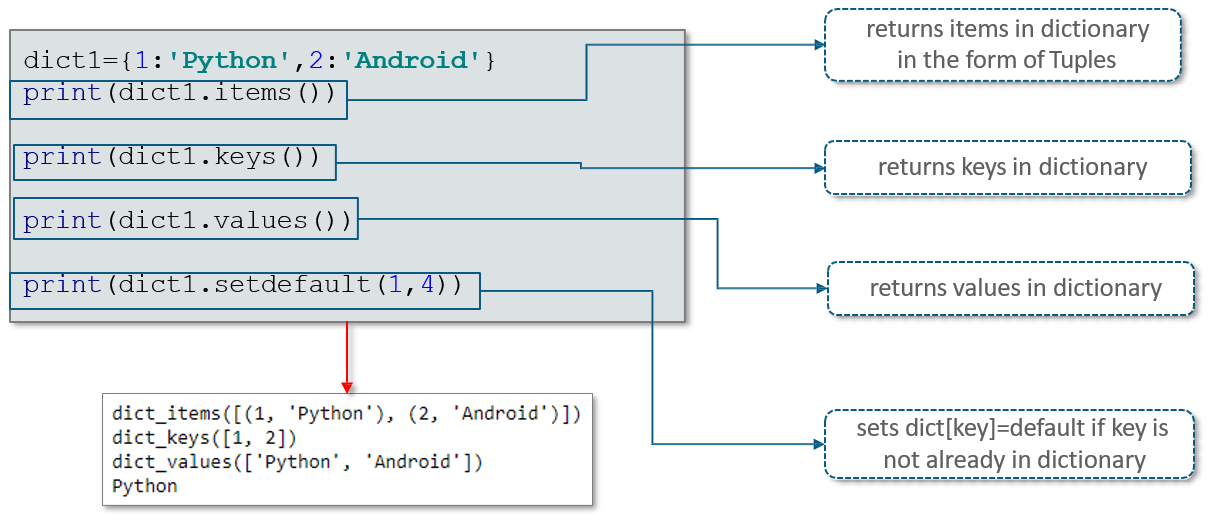 dict1={1:'Python',2:'Android'}
print(dict1.items())
print(dict1.keys())
print(dict1.values())
print(dict1.setdefault(1,4))
returns items in dictionary
in the form of Tuples
returns keys in dictionary
returns values in dictionary
sets dict[key]=default if key is
not already in dictionary
dict_items([(1, 'Python'), (2, 'Android')])
dict_keys([1, 2])
dict_values(['Python', 'Android'])
Python